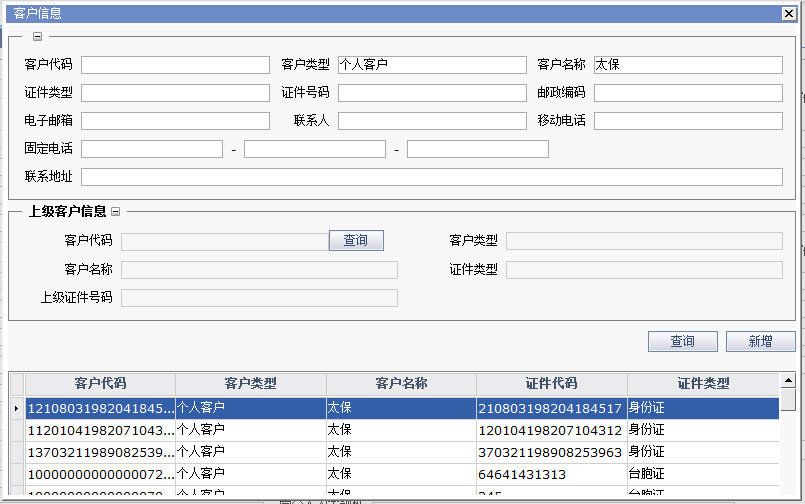 客户信息
客户代码 客户类型 个人客户 客户名称 太保
证件类型 证件号码 邮政编码
电子邮箱 联系人 移动电话
固定电话 - -
联系地址
上级客户信息
客户代码 查询 客户类型
客户名称 证件类型
上级证件号码
查询 新增
客户代码 客户类型 客户名称 证件代码 证件类型
12108031982041845... 个人客户 太保 210803198204184517 身份证
11201041982071043... 个人客户 太保 120104198207104312 身份证
13703211989082539... 个人客户 太保 370321198908253963 身份证
10000000000000072... 个人客户 太保 64641431313 台胞证
个人客户 太保 345 台胞证